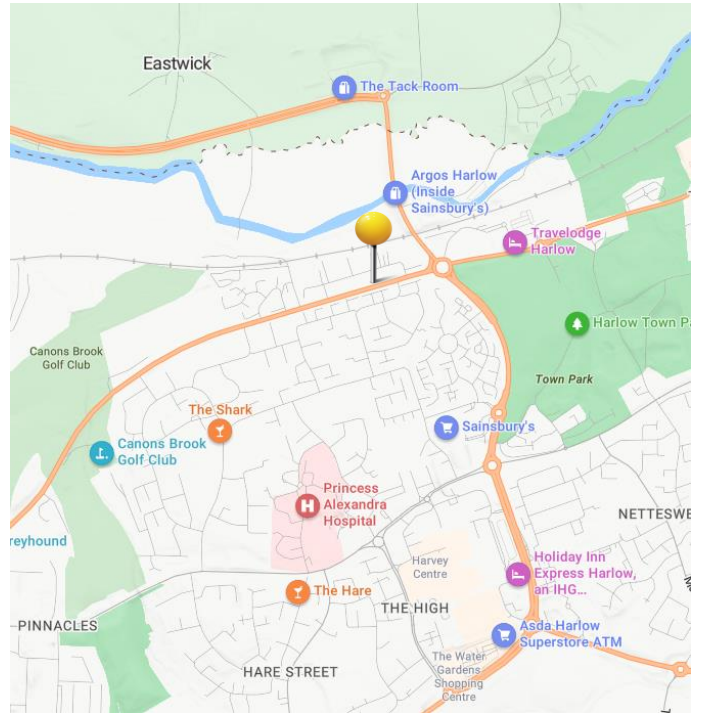 Eastwick
The Tack Room
Argos Harlow
(Inside
Sainsbury's)
Travelodge
Harlow
Harlow Town P
Canons Brook
Golf Club
Town Park
The Shark
Sainsbury's
Canons Brook
Golf Club
Princess
Alexandra
Hospital
H
NETTESWE
reyhound
Harvey
Centre
Holiday Inn
Express Harlow,
an IHG...
The Hare
THE HIGH
PINNACLES
Asda Harlow
Superstore ATM
The Water
Gardens
Shopping
Centre
HARE STREET